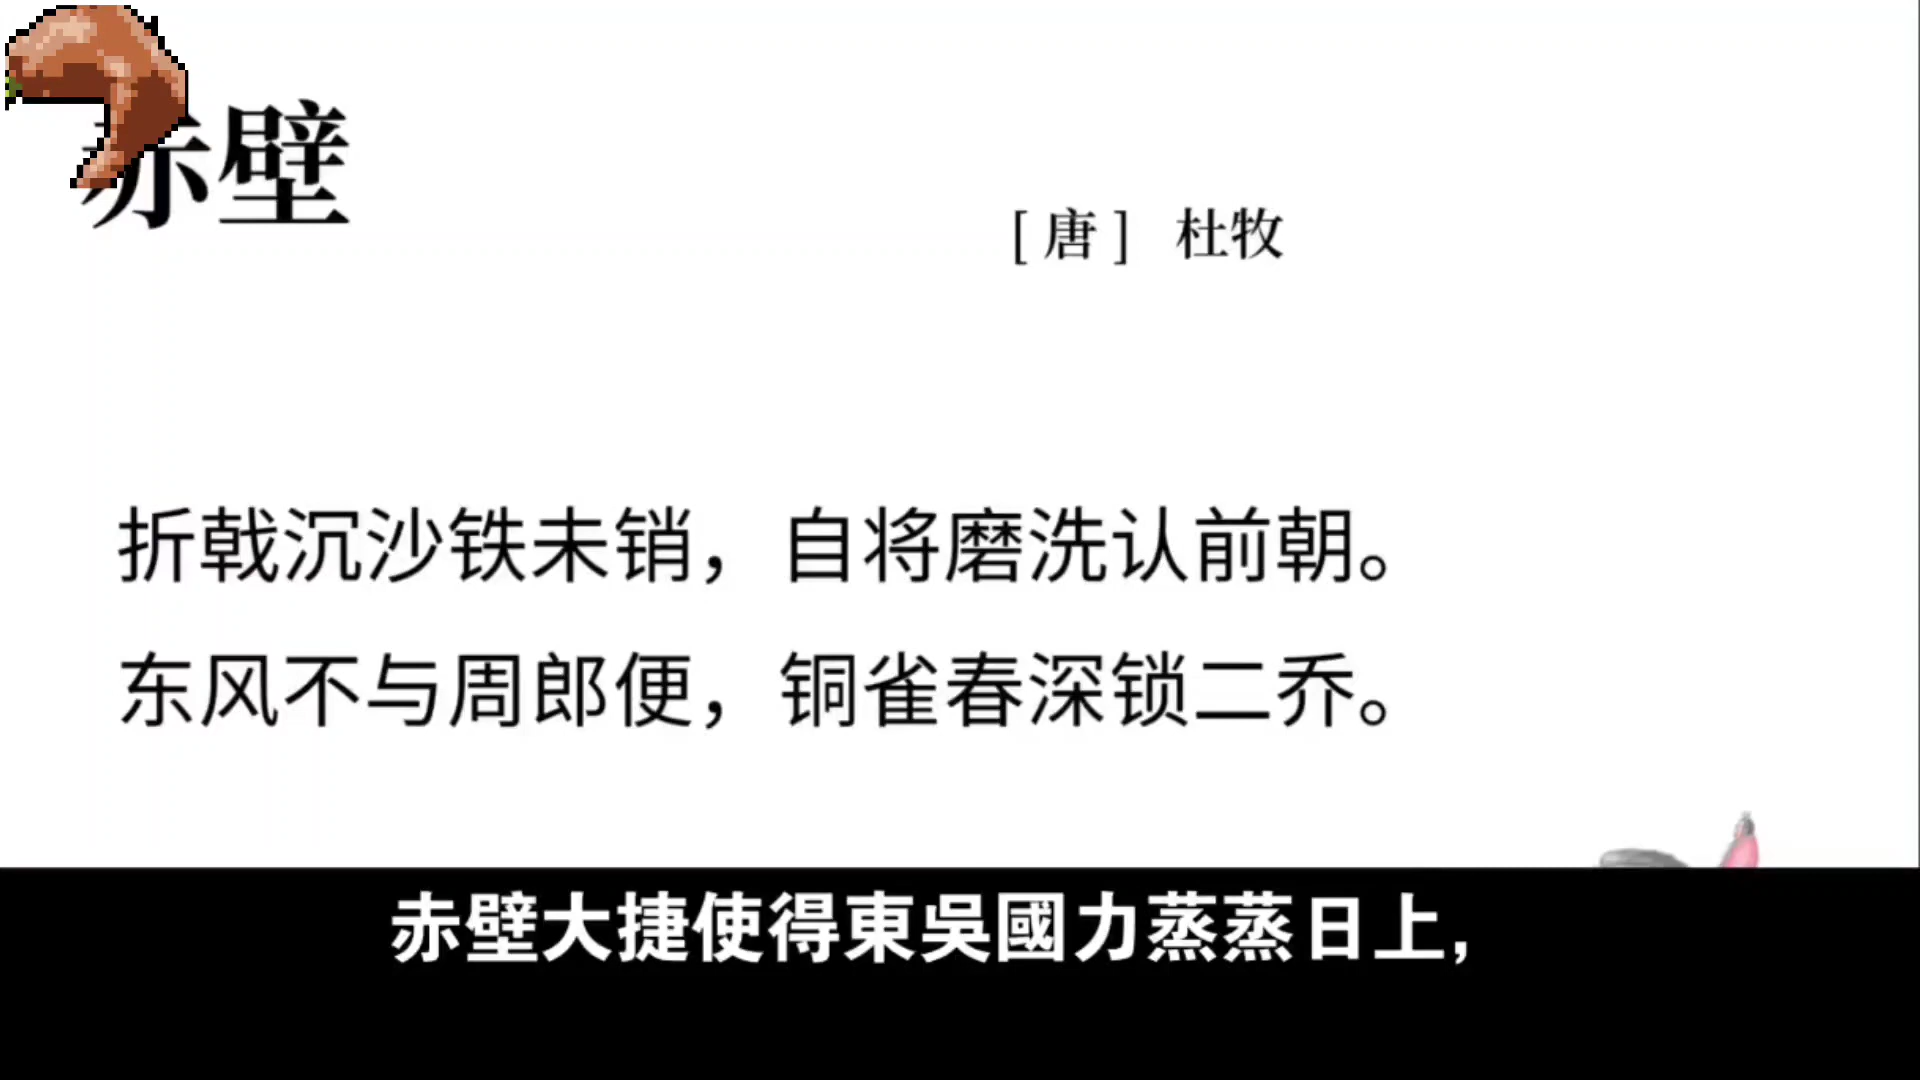 赤壁
[唐] 杜牧
折戟沉沙铁未销，自将磨洗认前朝。
东风不与周郎便，铜雀春深锁二乔。
赤壁大捷使得東吳國力蒸蒸日上，